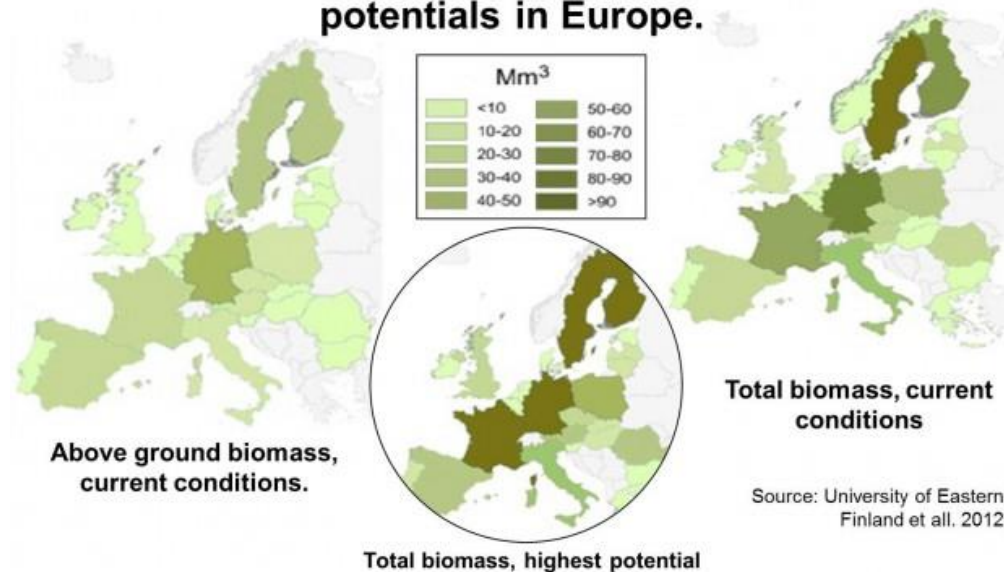 potentials in Europe.
Mm³
<10
10-20
20-30
30-40
40-50
50-60
60-70
70-80
80-90
>90
Above ground biomass,
current conditions.
Total biomass, highest potential
Total biomass, current
conditions
Source: University of Eastern
Finland et all. 2012